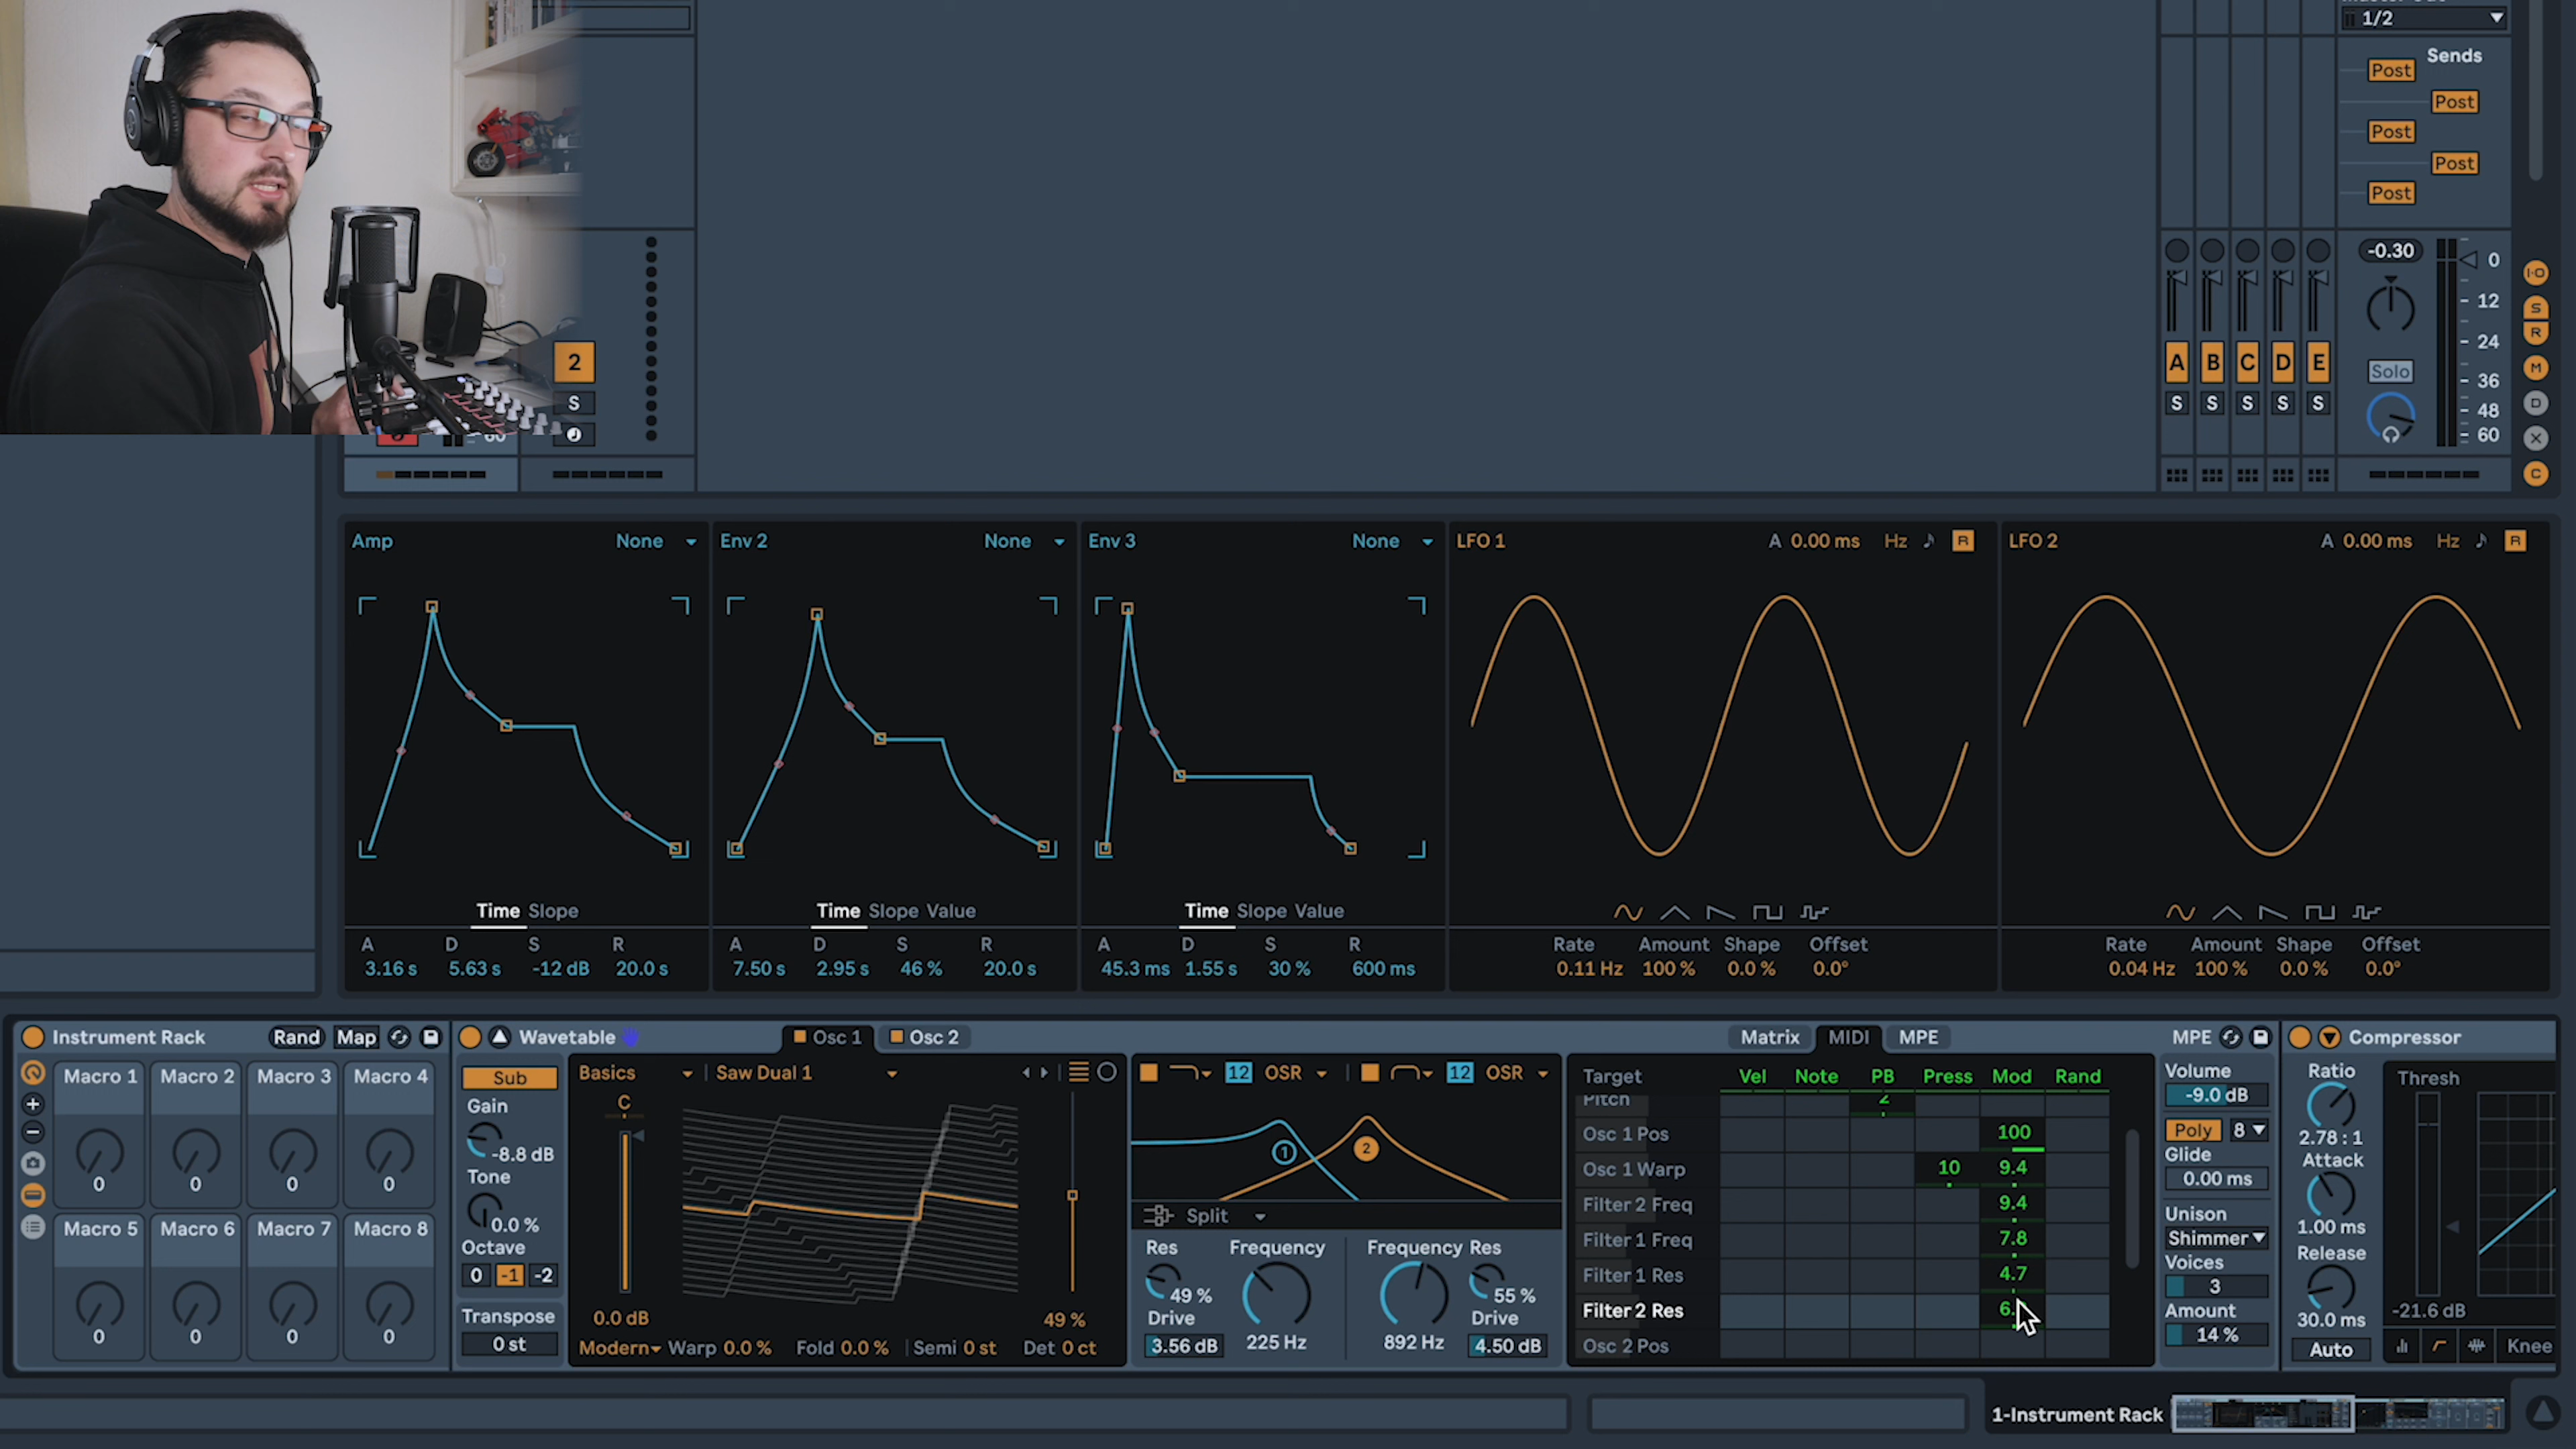 1/2
Sends
Post
Post
Post
Post
Post
-0.30
0
12
24
36
48
60
Solo
2
S
A B C D E
S S S S S
I-O
S
R
M
D
X
C
60
Amp None
Env 2 None
Env 3 None
LFO 1 A 0.00 ms Hz R
LFO 2 A 0.00 ms Hz R
Time Slope
Time Slope Value
Time Slope Value
A D S R
3.16 s 5.63 s -12 dB 20.0 s
A D S R
7.50 s 2.95 s 46 % 20.0 s
A D S R
45.3 ms 1.55 s 30 % 600 ms
Rate Amount Shape Offset
0.11 Hz 100 % 0.0 % 0.0°
Rate Amount Shape Offset
0.04 Hz 100 % 0.0 % 0.0°
Instrument Rack Rand Map
Macro 1 Macro 2 Macro 3 Macro 4
0 0 0 0
Macro 5 Macro 6 Macro 7 Macro 8
0 0 0 0
Wavetable
Osc 1 Osc 2
Sub
Gain
-8.8 dB
Tone
0.0 %
Octave
0 -1 -2
Transpose
0 st
Basics Saw Dual 1
C
0.0 dB
49 %
Modern Warp 0.0 % Fold 0.0 % Semi 0 st Det 0 ct
12 OSR 12 OSR
1 2
Split
Res Frequency Frequency Res
49 % 55 %
Drive Drive
3.56 dB 225 Hz 892 Hz 4.50 dB
Matrix MIDI MPE
Target Vel Note PB Press Mod Rand
Pitch 2
Osc 1 Pos 100
Osc 1 Warp 10 9.4
Filter 2 Freq 9.4
Filter 1 Freq 7.8
Filter 1 Res 4.7
Filter 2 Res 6.
Osc 2 Pos
MPE
Volume
-9.0 dB
Poly 8
Glide
0.00 ms
Unison
Shimmer
Voices
3
Amount
14 %
Compressor
Ratio
2.78 : 1
Attack
1.00 ms
Release
30.0 ms
Auto
Thresh
-21.6 dB
Knee
1-Instrument Rack